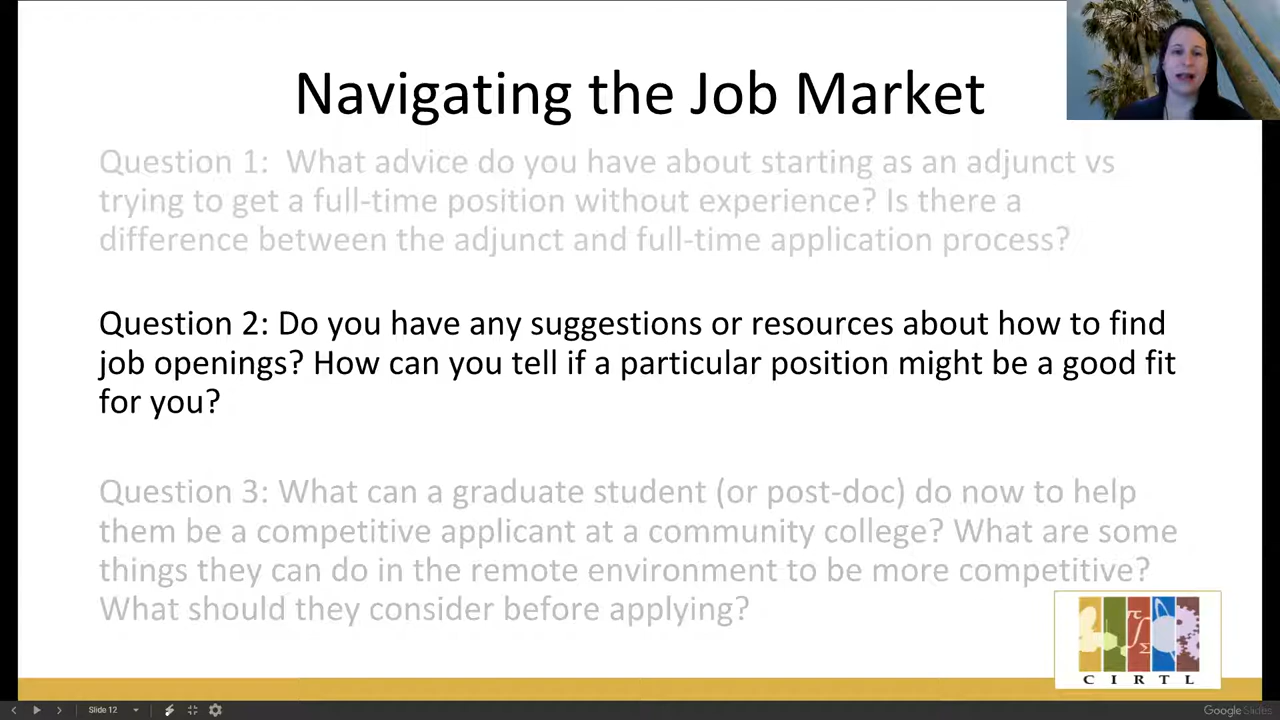 Navigating the Job Market
Question 1: What advice do you have about starting as an adjunct vs
trying to get a full-time position without experience? Is there a
difference between the adjunct and full-time application process?
Question 2: Do you have any suggestions or resources about how to find
job openings? How can you tell if a particular position might be a good fit
for you?
Question 3: What can a graduate student (or post-doc) do now to help
them be a competitive applicant at a community college? What are some
things they can do in the remote environment to be more competitive?
What should they consider before applying?
π
∫
Σ
CIRTL
Slide 12
Google Slides